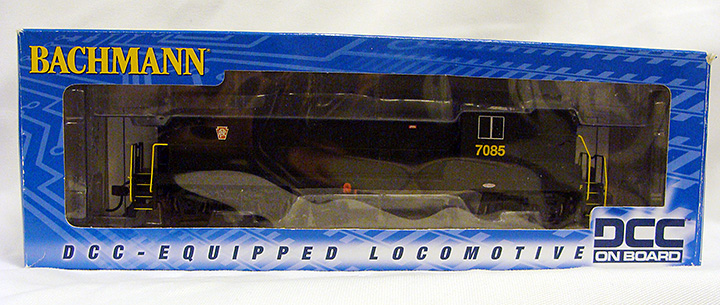 BACHMANN
7085
DCC-EQUIPPED LOCOMOTIVE
DCC
ON BOARD